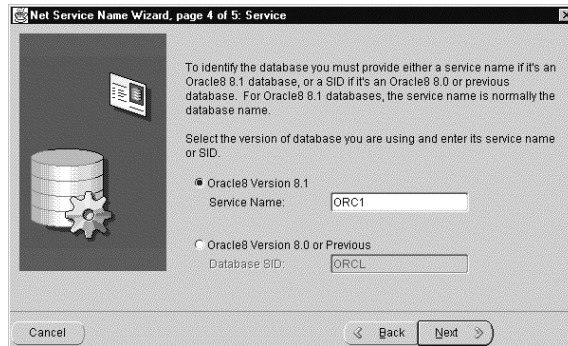 Net Service Name Wizard, page 4 of 5: Service
To identify the database you must provide either a service name if it's an
Oracle8 8.1 database, or a SID if it's an Oracle8 8.0 or previous
database. For Oracle8 8.1 databases, the service name is normally the
database name.
Select the version of database you are using and enter its service name
or SID.
Oracle8 Version 8.1
Service Name: ORC1
Oracle8 Version 8.0 or Previous
Database SID: ORCL
Cancel Back Next